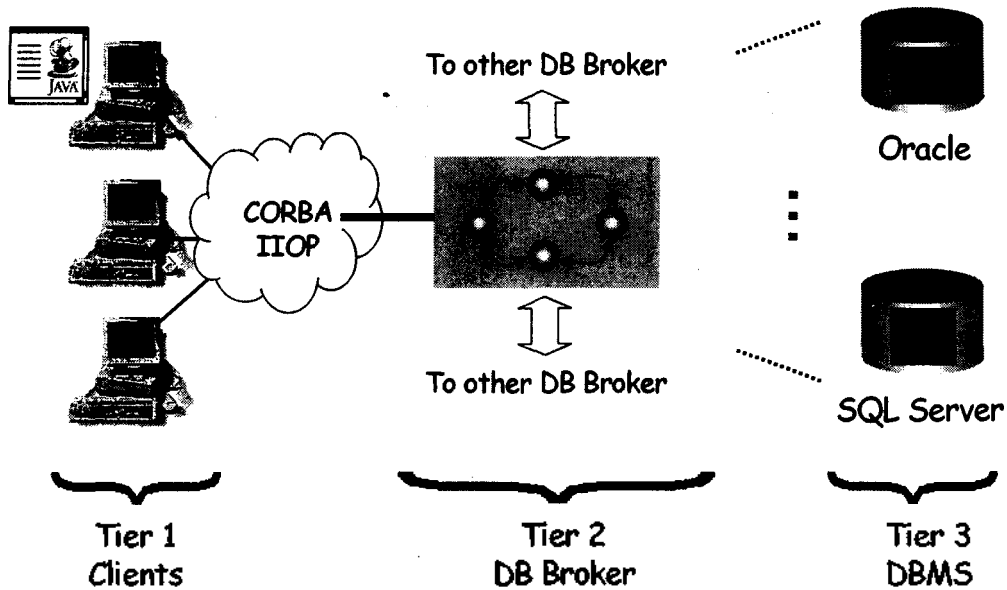 JAVA
To other DB Broker
Oracle
CORBA
IIOP
To other DB Broker
SQL Server
Tier 1
Clients
Tier 2
DB Broker
Tier 3
DBMS